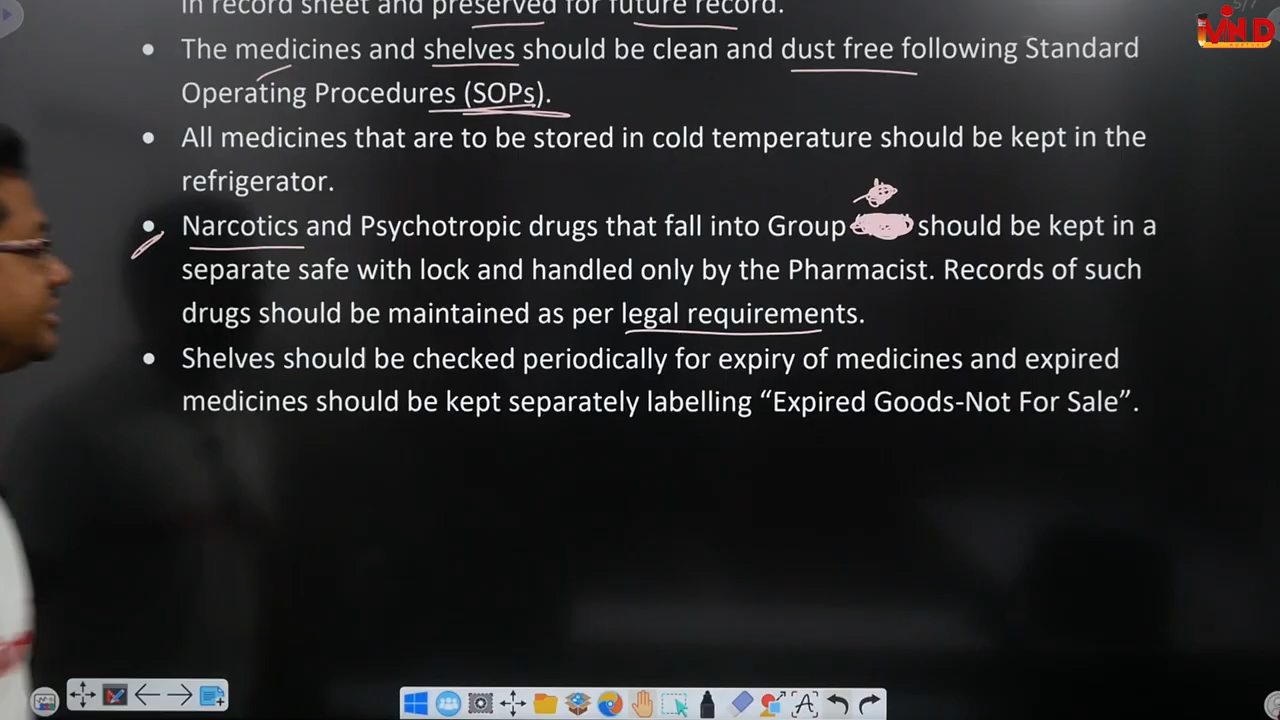 in record sheet and preserved for future record.
• The medicines and shelves should be clean and dust free following Standard
Operating Procedures (SOPs).
• All medicines that are to be stored in cold temperature should be kept in the
refrigerator.
• Narcotics and Psychotropic drugs that fall into Group should be kept in a
separate safe with lock and handled only by the Pharmacist. Records of such
drugs should be maintained as per legal requirements.
• Shelves should be checked periodically for expiry of medicines and expired
medicines should be kept separately labelling “Expired Goods-Not For Sale”.